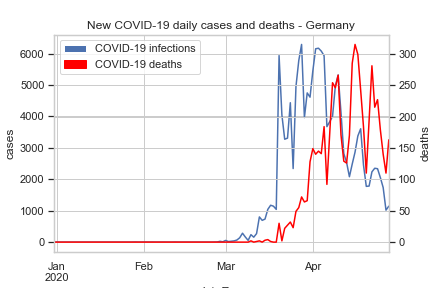 New COVID-19 daily cases and deaths - Germany
COVID-19 infections
COVID-19 deaths
6000
5000
4000
3000
2000
1000
0
cases
300
250
200
150
100
50
0
deaths
Jan
2020
Feb
Mar
Apr